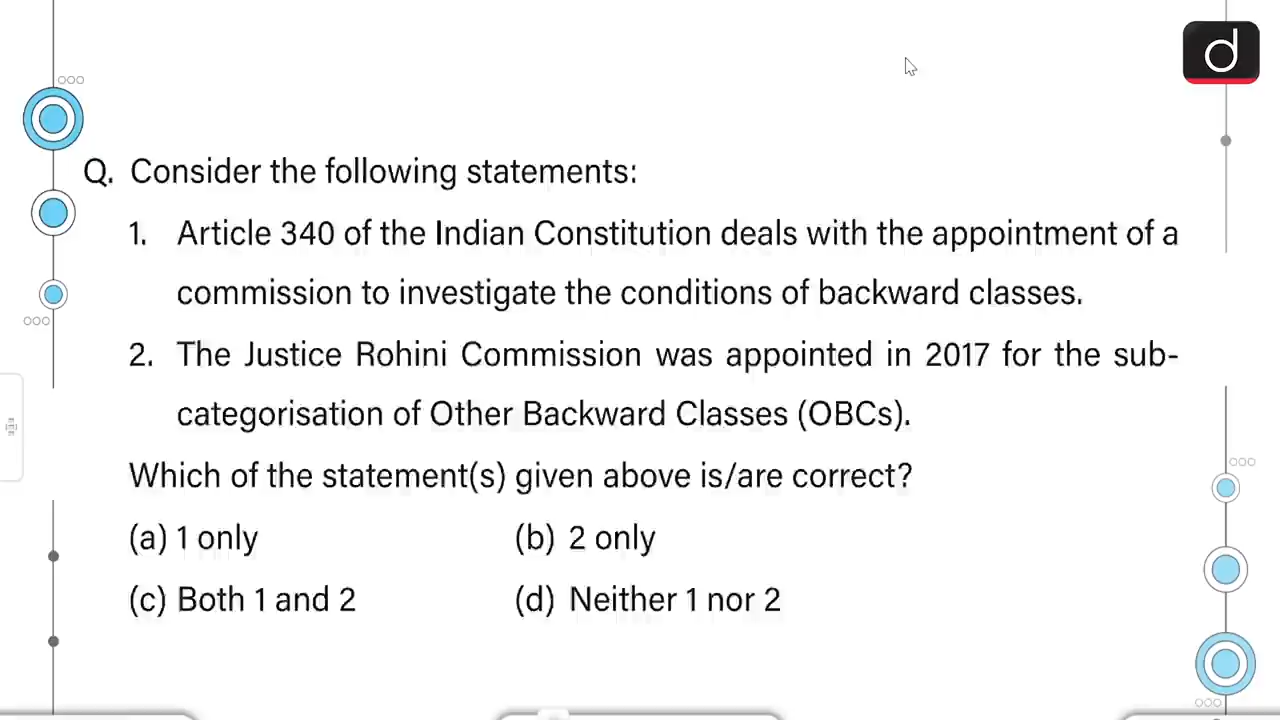 d
Q. Consider the following statements:
1. Article 340 of the Indian Constitution deals with the appointment of a
commission to investigate the conditions of backward classes.
2. The Justice Rohini Commission was appointed in 2017 for the sub-
categorisation of Other Backward Classes (OBCs).
Which of the statement(s) given above is/are correct?
(a) 1 only (b) 2 only
(c) Both 1 and 2 (d) Neither 1 nor 2